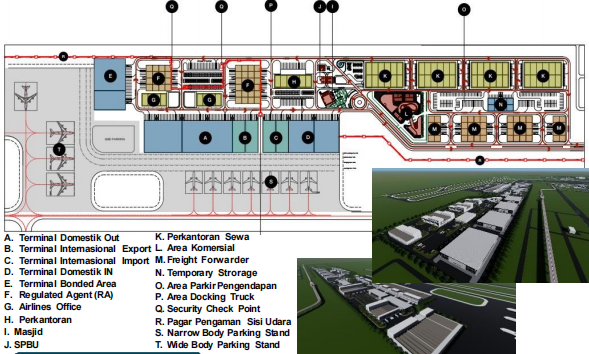 Q
Q
P
J
I
O
R
K
K
K
K
E
F
F
H
G
G
L
N
M
M
M
M
A
B
C
D
T
S
R
A. Terminal Domestik Out
B. Terminal Internasional Export
C. Terminal Internasional Import
D. Terminal Domestik IN
E. Terminal Bonded Area
F. Regulated Agent (RA)
G. Airlines Office
H. Perkantoran
I. Masjid
J. SPBU
K. Perkantoran Sewa
L. Area Komersial
M. Freight Forwarder
N. Temporary Strorage
O. Area Parkir Pengendapan
P. Area Docking Truck
Q. Security Check Point
R. Pagar Pengaman Sisi Udara
S. Narrow Body Parking Stand
T. Wide Body Parking Stand